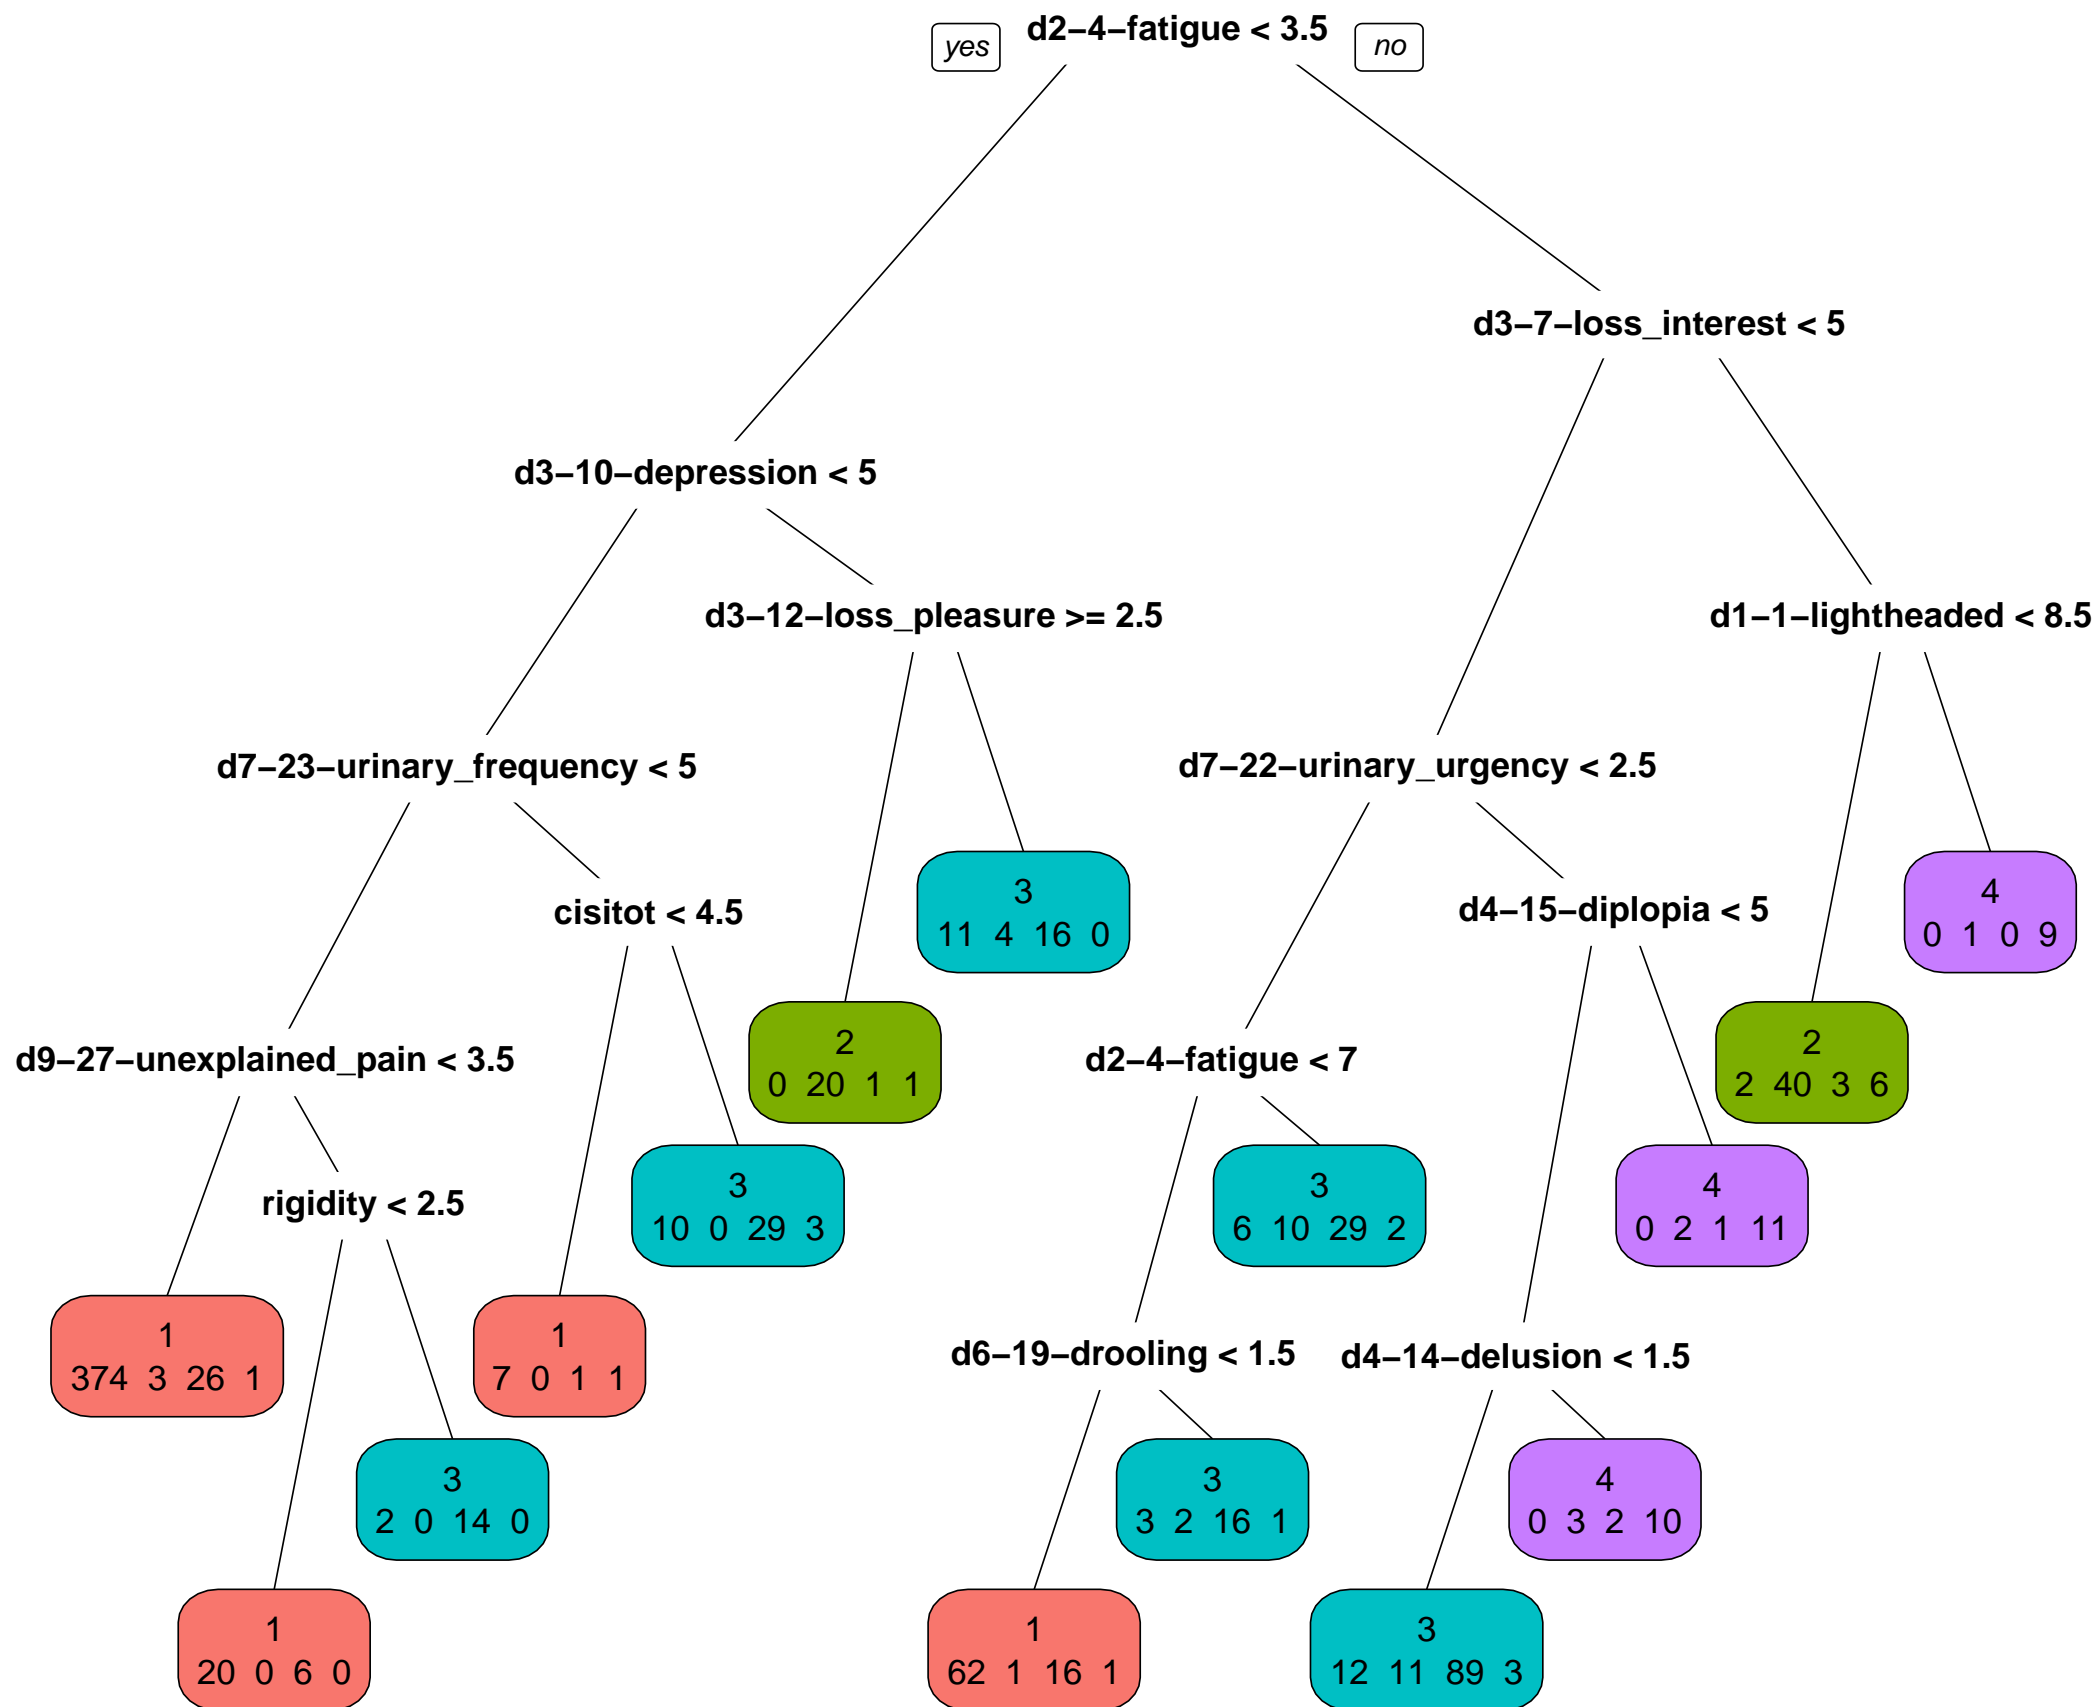 yes d2–4–fatigue < 3.5 no
d3–7–loss_interest < 5
d3–10–depression < 5
d3–12–loss_pleasure >= 2.5
d1–1–lightheaded < 8.5
d7–23–urinary_frequency < 5
d7–22–urinary_urgency < 2.5
3
11 4 16 0
4
0 1 0 9
cisitot < 4.5
d4–15–diplopia < 5
2
0 20 1 1
2
2 40 3 6
d9–27–unexplained_pain < 3.5
d2–4–fatigue < 7
3
10 0 29 3
3
6 10 29 2
4
0 2 1 11
rigidity < 2.5
1
374 3 26 1
1
7 0 1 1
d6–19–drooling < 1.5
d4–14–delusion < 1.5
3
2 0 14 0
3
3 2 16 1
4
0 3 2 10
1
20 0 6 0
1
62 1 16 1
3
12 11 89 3